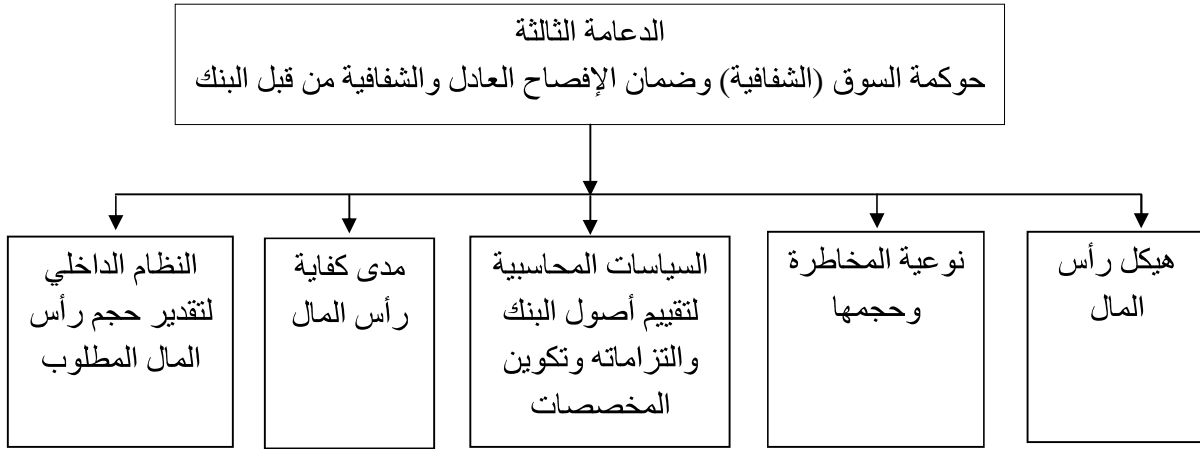 الدعامة الثالثة
حوكمة السوق (الشفافية) وضمان الإفصاح العادل والشفافية من قبل البنك
هيكل رأس
المال
نوعية المخاطرة
وحجمها
السياسات المحاسبية
لتقييم أصول البنك
والتزاماته وتكوين
المخصصات
مدى كفاية
رأس المال
النظام الداخلي
لتقدير حجم رأس
المال المطلوب